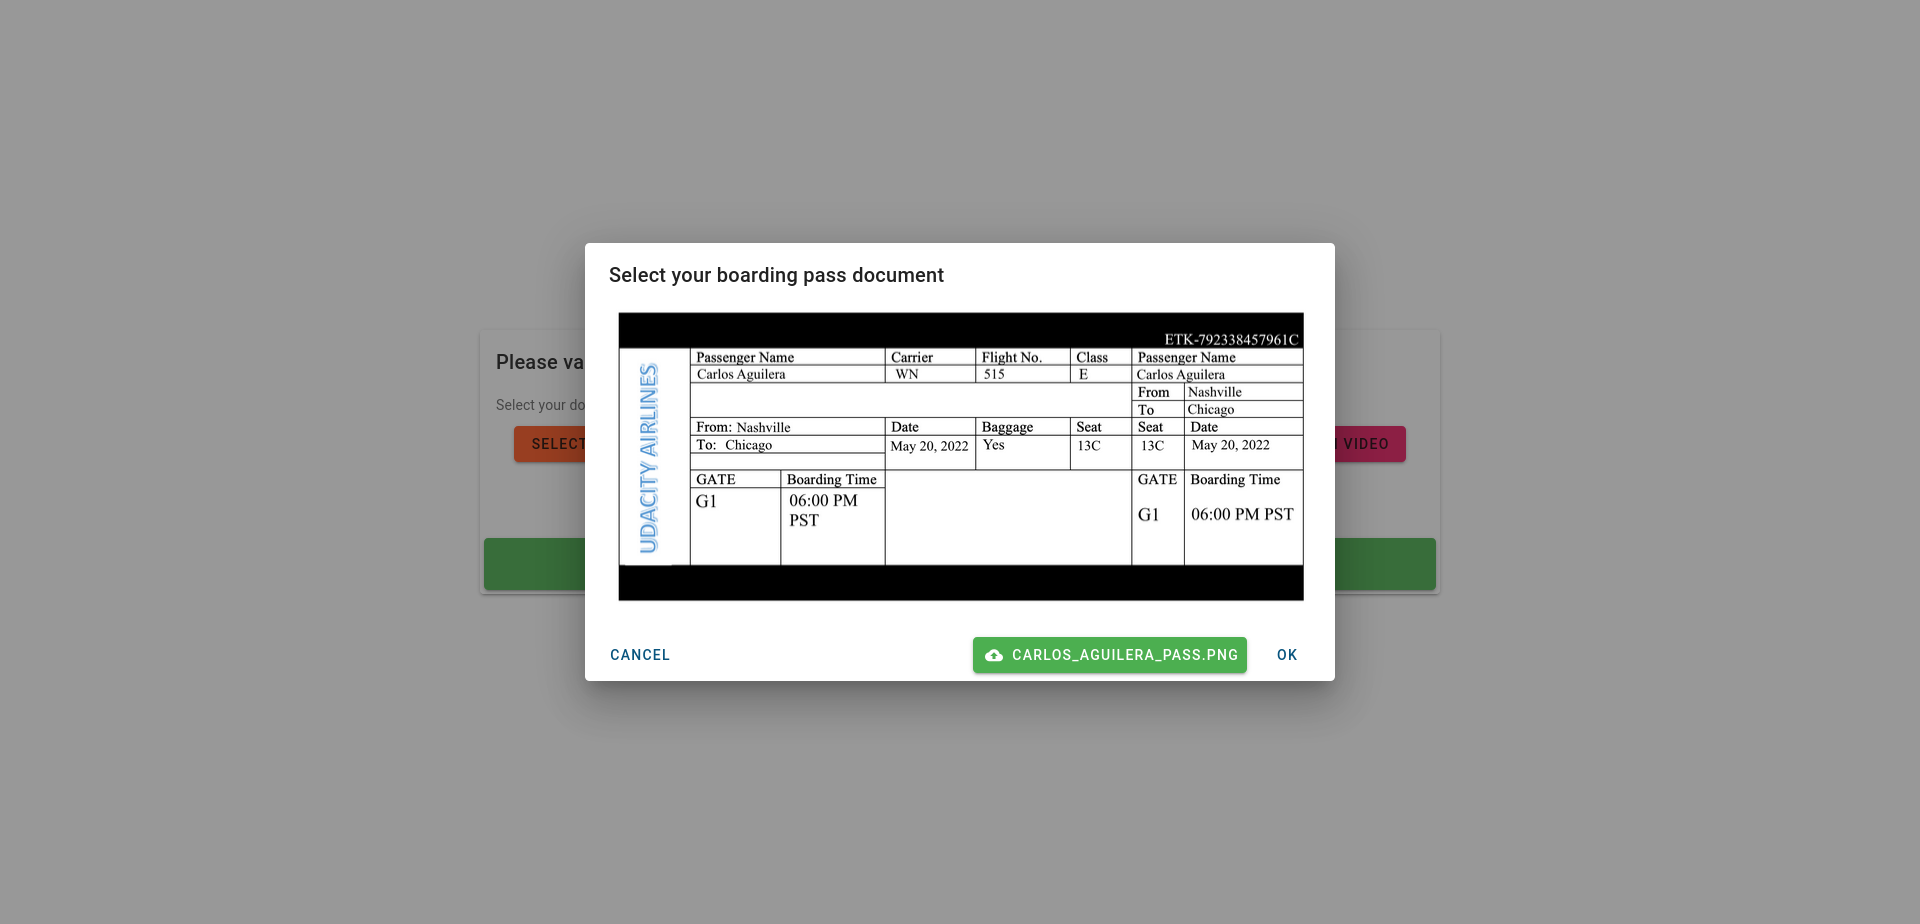 Select your boarding pass document
ETK-792338457961C
Passenger Name Carrier Flight No. Class Passenger Name
Carlos Aguilera WN 515 E Carlos Aguilera
From Nashville
To Chicago
From: Nashville Date Baggage Seat Seat Date
To: Chicago May 20, 2022 Yes 13C 13C May 20, 2022
GATE Boarding Time GATE Boarding Time
G1 06:00 PM
PST
G1 06:00 PM PST
UDACITY AIRLINES
CANCEL CARLOS_AGUILERA_PASS.PNG OK
Please va
Select your do
SELECT VIDEO